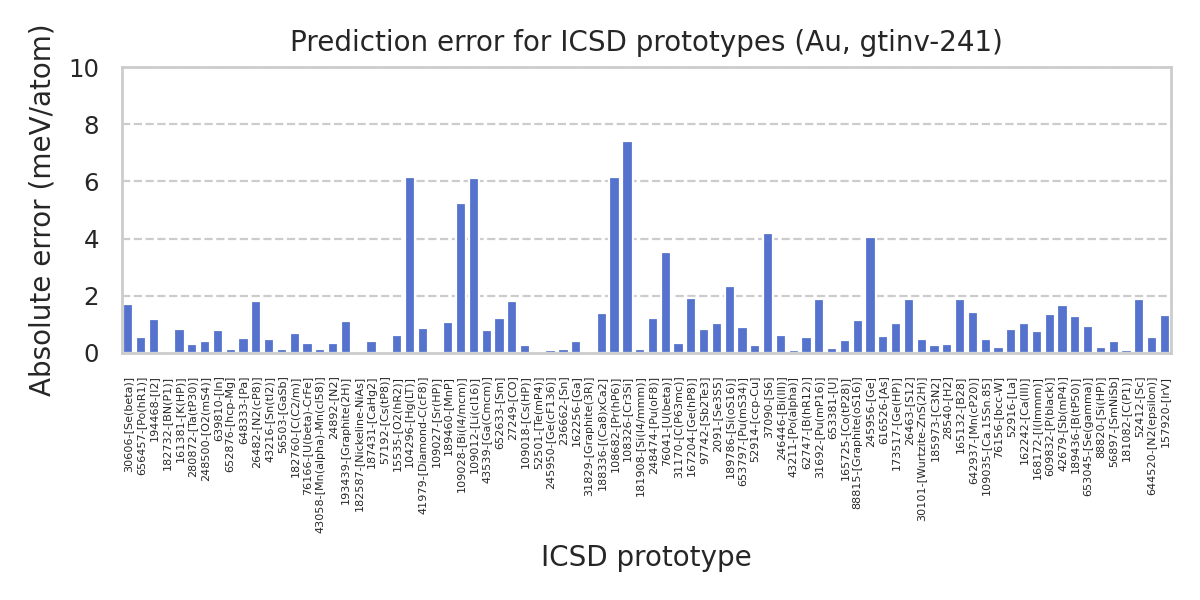 Prediction error for ICSD prototypes (Au, gtinv-241)
Absolute error (meV/atom)
10
8
6
4
2
0
30606-[Se(beta)]
656457-[Po(hR1)]
194468-[I2]
182732-[BN(P1)]
161381-[K(HP)]
280872-[Ta(tP30)]
248500-[O2(mS4)]
639810-[In]
652876-[hcp-Mg]
648333-[Pa]
26482-[N2(cP8)]
43216-[Sn(tI2)]
56503-[GaSb]
182760-[C(C2/m)]
76166-[U(beta)-CrFe]
43058-[Mn(alpha)-Mn(cI58)]
24892-[N2]
193439-[Graphite(2H)]
182587-[Nickeline-NiAs]
187431-[CaHg2]
57192-[Cs(tP8)]
15535-[O2(hR2)]
104296-[Hg(LT)]
41979-[Diamond-C(cF8)]
109027-[Sr(HP)]
189460-[MnP]
109028-[Bi(I4/mcm)]
109012-[Li(cI16)]
43539-[Ga(Cmcm)]
652633-[Sm]
27249-[CO]
109018-[Cs(HP)]
52501-[Te(mP4)]
245950-[Ge(cF136)]
236662-[Sn]
162256-[Ga]
31829-[Graphite(3R)]
188336-[(Ca8)xCa2]
108682-[Pr(hP6)]
108326-[Cr3Si]
181908-[Si(I4/mmm)]
248474-[Pu(oF8)]
76041-[U(beta)]
31170-[C(P63mc)]
167204-[Ge(hP8)]
97742-[Sb2Te3]
2091-[Se3S5]
189786-[Si(oS16)]
653797-[Pu(mS34)]
52914-[ccp-Cu]
37090-[S6]
246446-[Bi(III)]
43211-[Po(alpha)]
62747-[B(hR12)]
31692-[Pu(mP16)]
653381-[U]
165725-[Co(tP28)]
88815-[Graphite(oS16)]
245956-[Ge]
616526-[As]
173517-[Ge(HP)]
26463-[S12]
30101-[Wurtzite-ZnS(2H)]
185973-[C3N2]
28540-[H2]
165132-[B28]
642937-[Mn(cP20)]
109035-[Ca.15Sn.85]
76156-[bcc-W]
52916-[La]
162242-[Ca(III)]
168172-[I(Immm)]
609832-[P(black)]
42679-[Sb(mP4)]
189436-[B(tP50)]
653045-[Se(gamma)]
88820-[Si(HP)]
56897-[SmNiSb]
181082-[C(P1)]
52412-[Sc]
644520-[N2(epsilon)]
157920-[IrV]
ICSD prototype